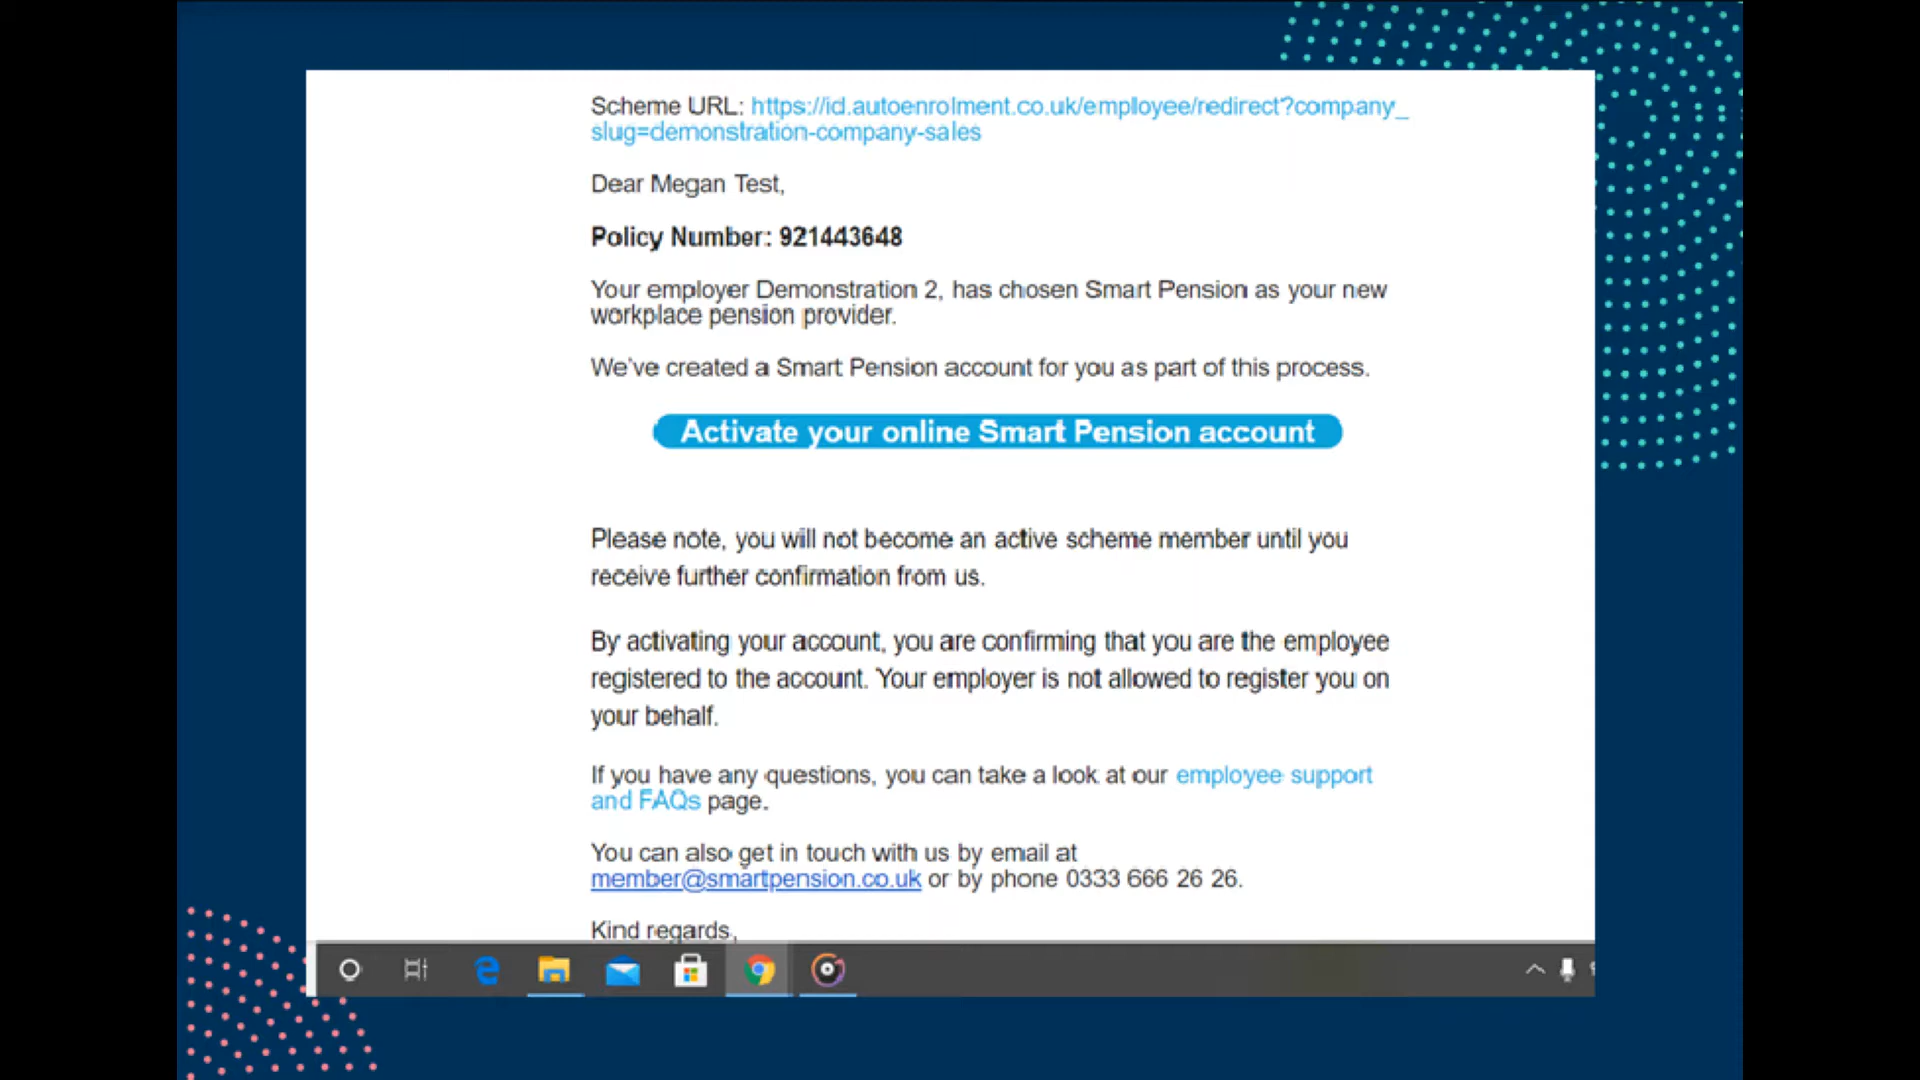 Scheme URL: https://id.autoenrolment.co.uk/employee/redirect?company_
slug=demonstration-company-sales
Dear Megan Test,
Policy Number: 921443648
Your employer Demonstration 2, has chosen Smart Pension as your new
workplace pension provider.
We've created a Smart Pension account for you as part of this process.
Activate your online Smart Pension account
Please note, you will not become an active scheme member until you
receive further confirmation from us.
By activating your account, you are confirming that you are the employee
registered to the account. Your employer is not allowed to register you on
your behalf.
If you have any questions, you can take a look at our employee support
and FAQs page.
You can also get in touch with us by email at
member@smartpension.co.uk or by phone 0333 666 26 26.
Kind regards,